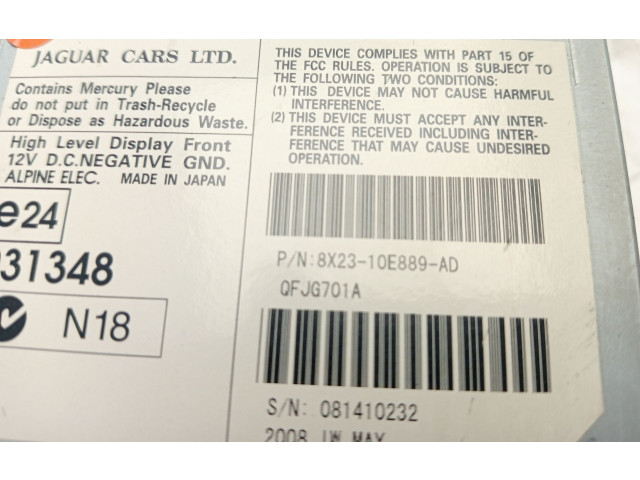 JAGUAR CARS LTD.
Contains Mercury Please
do not put in Trash-Recycle
or Dispose as Hazardous Waste.
High Level Display Front
12V D.C.NEGATIVE GND.
ALPINE ELEC. MADE IN JAPAN
e24
031348
N18
THIS DEVICE COMPLIES WITH PART 15 OF
THE FCC RULES. OPERATION IS SUBJECT TO
THE FOLLOWING TWO CONDITIONS:
(1) THIS DEVICE MAY NOT CAUSE HARMFUL
INTERFERENCE.
(2) THIS DEVICE MUST ACCEPT ANY INTER-
FERENCE RECEIVED INCLUDING INTER-
FERENCE THAT MAY CAUSE UNDESIRED
OPERATION.
P/N:8X23-10E889-AD
QFJG701A
S/N: 081410232
2008 1W MAY